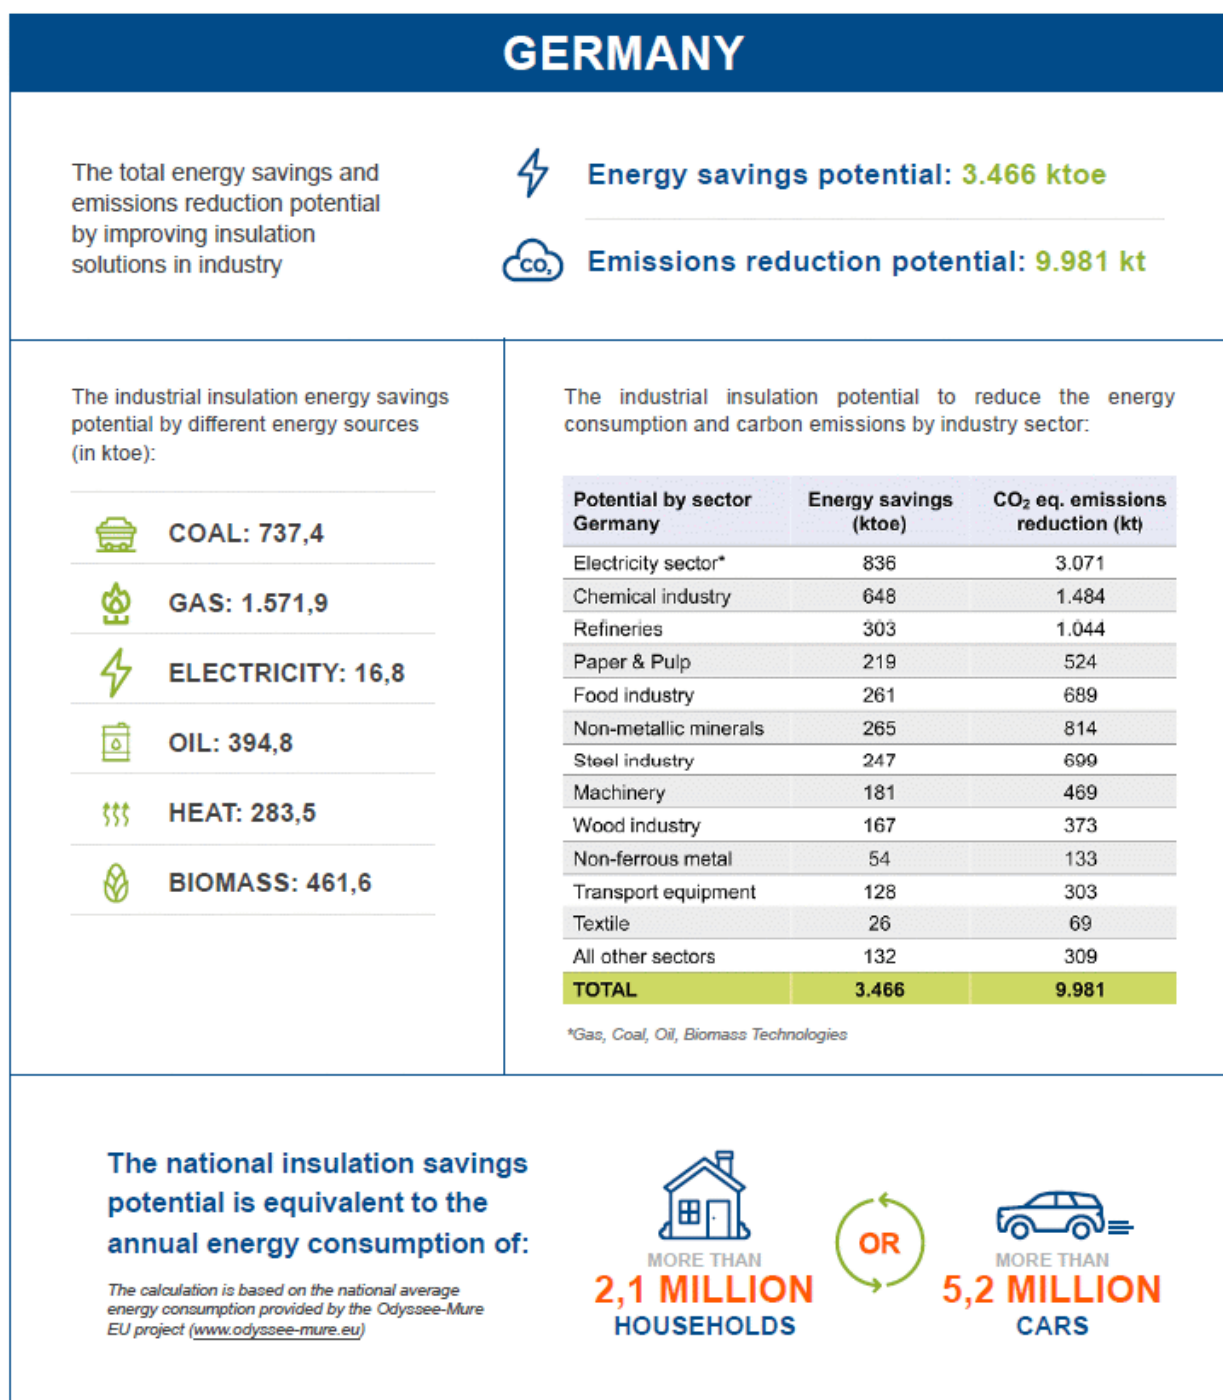 GERMANY
The total energy savings and
emissions reduction potential
by improving insulation
solutions in industry
Energy savings potential: 3.466 ktoe
CO₂
Emissions reduction potential: 9.981 kt
The industrial insulation energy savings
potential by different energy sources
(in ktoe):
COAL: 737,4
GAS: 1.571,9
ELECTRICITY: 16,8
OIL: 394,8
HEAT: 283,5
BIOMASS: 461,6
The industrial insulation potential to reduce the energy
consumption and carbon emissions by industry sector:
Potential by sector Germany | Energy savings (ktoe) | CO₂ eq. emissions reduction (kt)
Electricity sector* 836 3.071
Chemical industry 648 1.484
Refineries 303 1.044
Paper & Pulp 219 524
Food industry 261 689
Non-metallic minerals 265 814
Steel industry 247 699
Machinery 181 469
Wood industry 167 373
Non-ferrous metal 54 133
Transport equipment 128 303
Textile 26 69
All other sectors 132 309
TOTAL 3.466 9.981
*Gas, Coal, Oil, Biomass Technologies
The national insulation savings
potential is equivalent to the
annual energy consumption of:
The calculation is based on the national average
energy consumption provided by the Odyssee-Mure
EU project (www.odyssee-mure.eu)
MORE THAN
2,1 MILLION
HOUSEHOLDS
OR
MORE THAN
5,2 MILLION
CARS